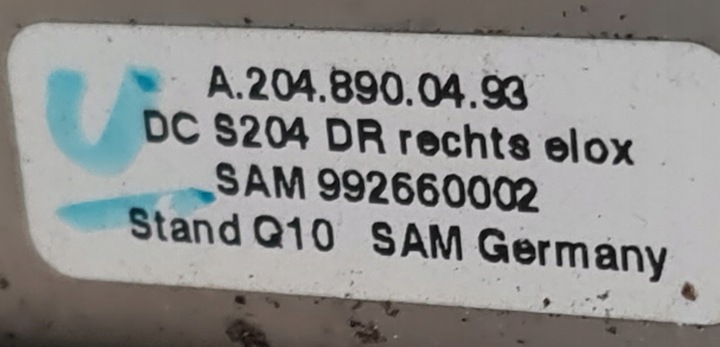 A.204.890.04.93
DC S204 DR rechts elox
SAM 992660002
Stand Q10 SAM Germany